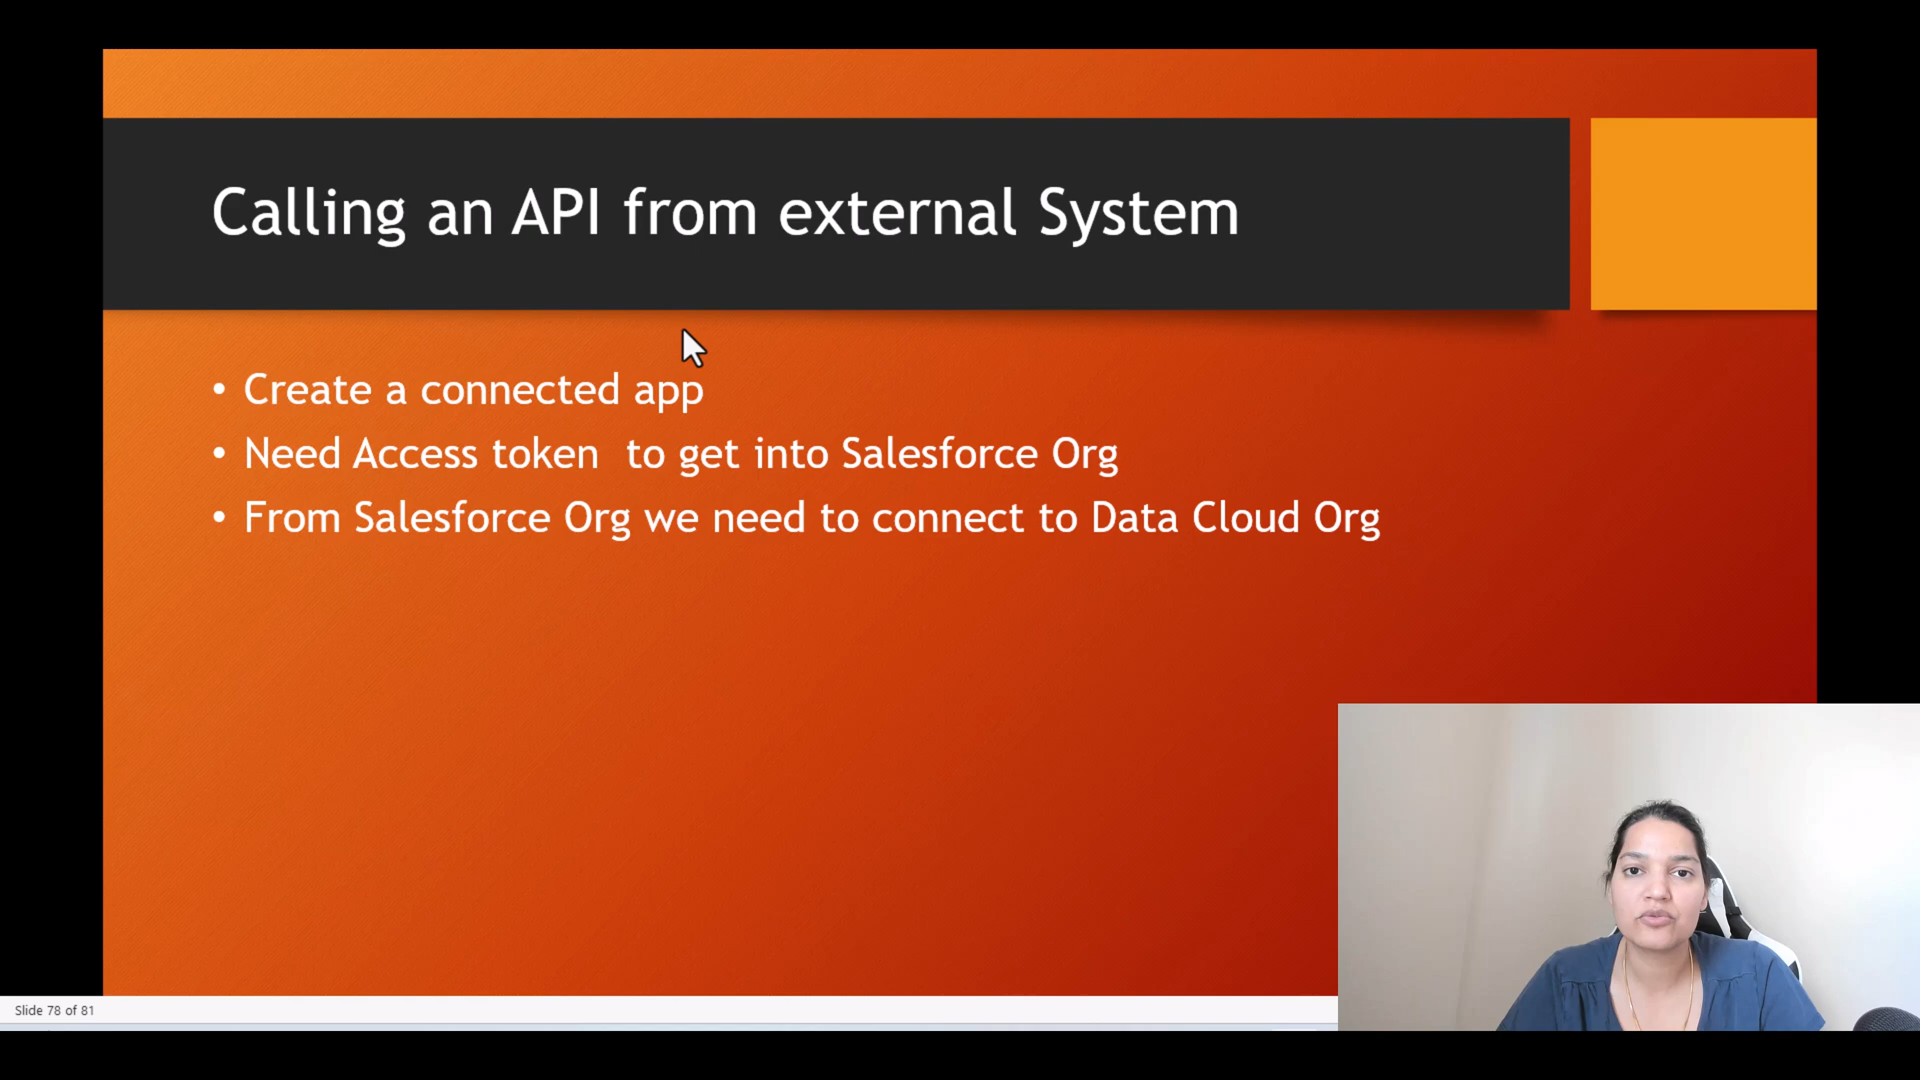 Calling an API from external System
• Create a connected app
• Need Access token  to get into Salesforce Org
• From Salesforce Org we need to connect to Data Cloud Org
Slide 78 of 81